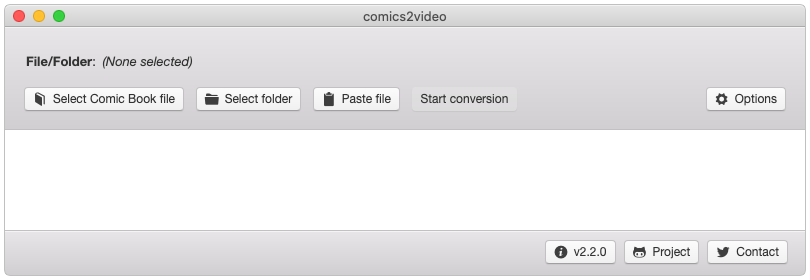 comics2video
File/Folder: (None selected)
Select Comic Book file Select folder Paste file Start conversion Options
v2.2.0 Project Contact